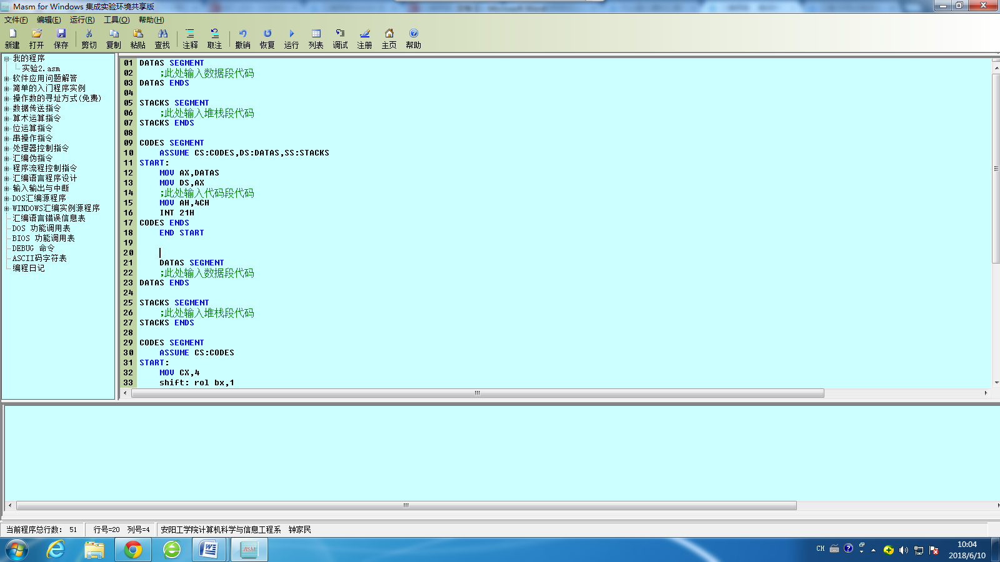 Masm for Windows 集成实验环境共享版
文件(F) 编辑(E) 运行(R) 工具(O) 帮助(H)
新建 打开 保存 剪切 复制 粘贴 查找 注释 取注 撤销 恢复 运行 列表 调试 注册 主页 帮助
我的程序
实验2.asm
软件应用问题解答
简单的入门程序实例
操作数的寻址方式(免费)
数据传送指令
算术运算指令
位运算指令
串操作指令
处理器控制指令
汇编伪指令
程序流程控制指令
汇编语言程序设计
输入输出与中断
DOS汇编源程序
WINDOWS汇编实例源程序
汇编语言错误信息表
DOS 功能调用表
BIOS 功能调用表
DEBUG 命令
ASCII码字符表
编程日记
01 DATAS SEGMENT
02 ;此处输入数据段代码
03 DATAS ENDS
04
05 STACKS SEGMENT
06 ;此处输入堆栈段代码
07 STACKS ENDS
08
09 CODES SEGMENT
10 ASSUME CS:CODES,DS:DATAS,SS:STACKS
11 START:
12 MOV AX,DATAS
13 MOV DS,AX
14 ;此处输入代码段代码
15 MOV AH,4CH
16 INT 21H
17 CODES ENDS
18 END START
19
20
21 DATAS SEGMENT
22 ;此处输入数据段代码
23 DATAS ENDS
24
25 STACKS SEGMENT
26 ;此处输入堆栈段代码
27 STACKS ENDS
28
29 CODES SEGMENT
30 ASSUME CS:CODES
31 START:
32 MOV CX,4
33 shift: rol bx,1
当前程序总行数: 51 行号=20 列号=4 安阳工学院计算机科学与信息工程系 钟家民
ASM
CH
10:04
2018/6/10